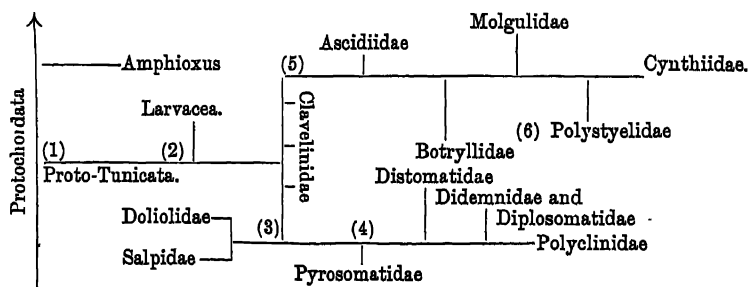 Molgulidae
Ascidiidae
(5)
Amphioxus
Cynthiidae.
Larvacea.
Clavelinidae
(6) Polystyelidae
(1)
(2)
Botryllidae
Protochordata
Proto-Tunicata.
Distomatidae
Didemnidae and
Diplosomatidae
Doliolidae
(3)
(4)
Polyclinidae
Salpidae
Pyrosomatidae